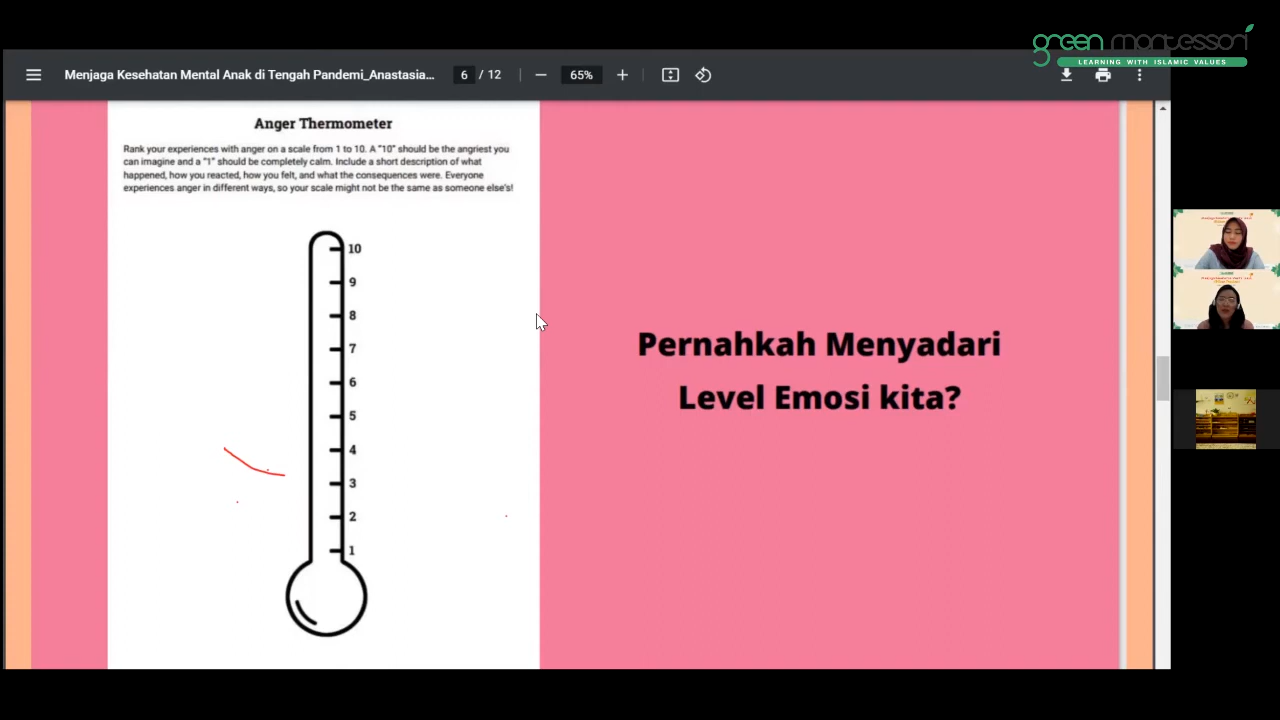 green montessori
LEARNING WITH ISLAMIC VALUES
Menjaga Kesehatan Mental Anak di Tengah Pandemi_Anastasia...
6 / 12
65%
Anger Thermometer
Rank your experiences with anger on a scale from 1 to 10. A "10" should be the angriest you
can imagine and a "1" should be completely calm. Include a short description of what
happened, how you reacted, how you felt, and what the consequences were. Everyone
experiences anger in different ways, so your scale might not be the same as someone else's!
10
9
8
7
6
5
4
3
2
1
Pernahkah Menyadari
Level Emosi kita?